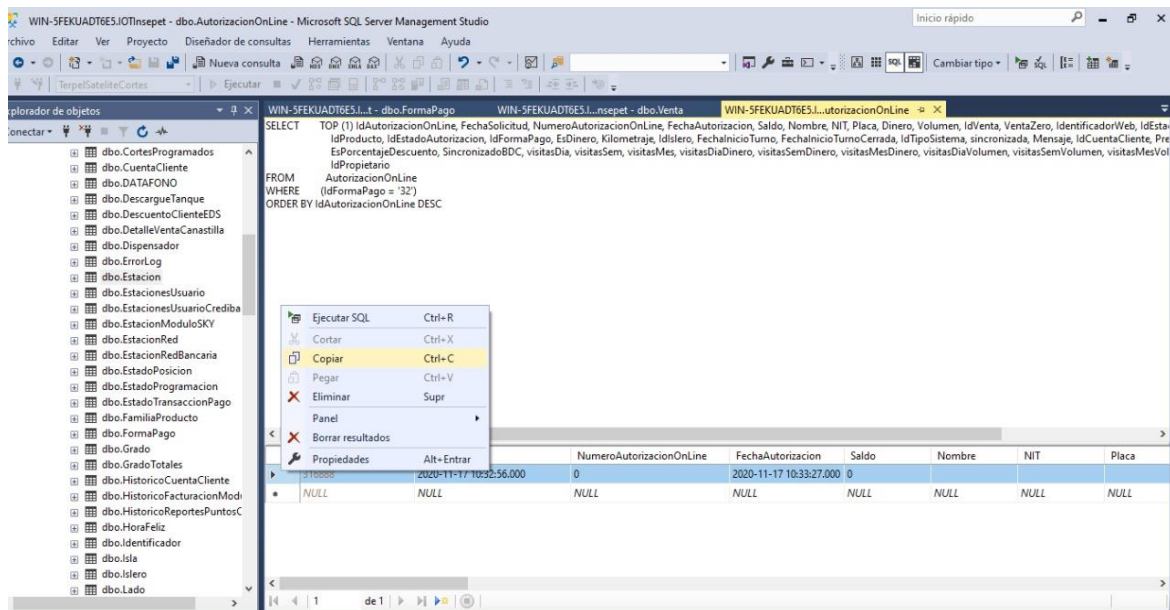 WIN-5FEKUADT6E5.IOTInsepet - dbo.AutorizacionOnLine - Microsoft SQL Server Management Studio
Inicio rápido
rchivo Editar Ver Proyecto Diseñador de consultas Herramientas Ventana Ayuda
Nueva consulta
Cambiar tipo
TerpelSateliteCortes
Ejecutar
xplorador de objetos
WIN-5FEKUADT6E5.I...t - dbo.FormaPago WIN-5FEKUADT6E5.I...nsepet - dbo.Venta WIN-5FEKUADT6E5.I...utorizacionOnLine
Conectar
SELECT TOP (1) IdAutorizacionOnLine, FechaSolicitud, NumeroAutorizacionOnLine, FechaAutorizacion, Saldo, Nombre, NIT, Placa, Dinero, Volumen, IdVenta, VentaZero, IdentificadorWeb, IdEsta
IdProducto, IdEstadoAutorizacion, IdFormaPago, EsDinero, Kilometraje, IdIslero, FechaInicioTurno, FechaInicioTurnoCerrada, IdTipoSistema, sincronizada, Mensaje, IdCuentaCliente, Pre
EsPorcentajeDescuento, SincronizadoBDC, visitasDia, visitasSem, visitasMes, visitasDiaDinero, visitasSemDinero, visitasMesDinero, visitasDiaVolumen, visitasSemVolumen, visitasMesVol
IdPropietario
FROM AutorizacionOnLine
WHERE (IdFormaPago = '32')
ORDER BY IdAutorizacionOnLine DESC
dbo.CortesProgramados
dbo.CuentaCliente
dbo.DATAFONO
dbo.DescargueTanque
dbo.DescuentoClienteEDS
dbo.DetalleVentaCanastilla
dbo.Dispensador
dbo.ErrorLog
dbo.Estacion
dbo.EstacionesUsuario
dbo.EstacionesUsuarioCrediba
dbo.EstacionModuloSKY
dbo.EstacionRed
dbo.EstacionRedBancaria
dbo.EstadoPosicion
dbo.EstadoProgramacion
dbo.EstadoTransaccionPago
dbo.FamiliaProducto
dbo.FormaPago
dbo.Grado
dbo.GradoTotales
dbo.HistoricoCuentaCliente
dbo.HistoricoFacturacionMod
dbo.HistoricoReportesPuntosC
dbo.HoraFeliz
dbo.Identificador
dbo.Isla
dbo.Islero
dbo.Lado
Ejecutar SQL Ctrl+R
Cortar Ctrl+X
Copiar Ctrl+C
Pegar Ctrl+V
Eliminar Supr
Panel
Borrar resultados
Propiedades Alt+Entrar
NumeroAutorizacionOnLine FechaAutorizacion Saldo Nombre NIT Placa
2020-11-17 10:32:56.000 0 2020-11-17 10:33:27.000 0
NULL NULL NULL NULL NULL NULL NULL NULL
1 de 1